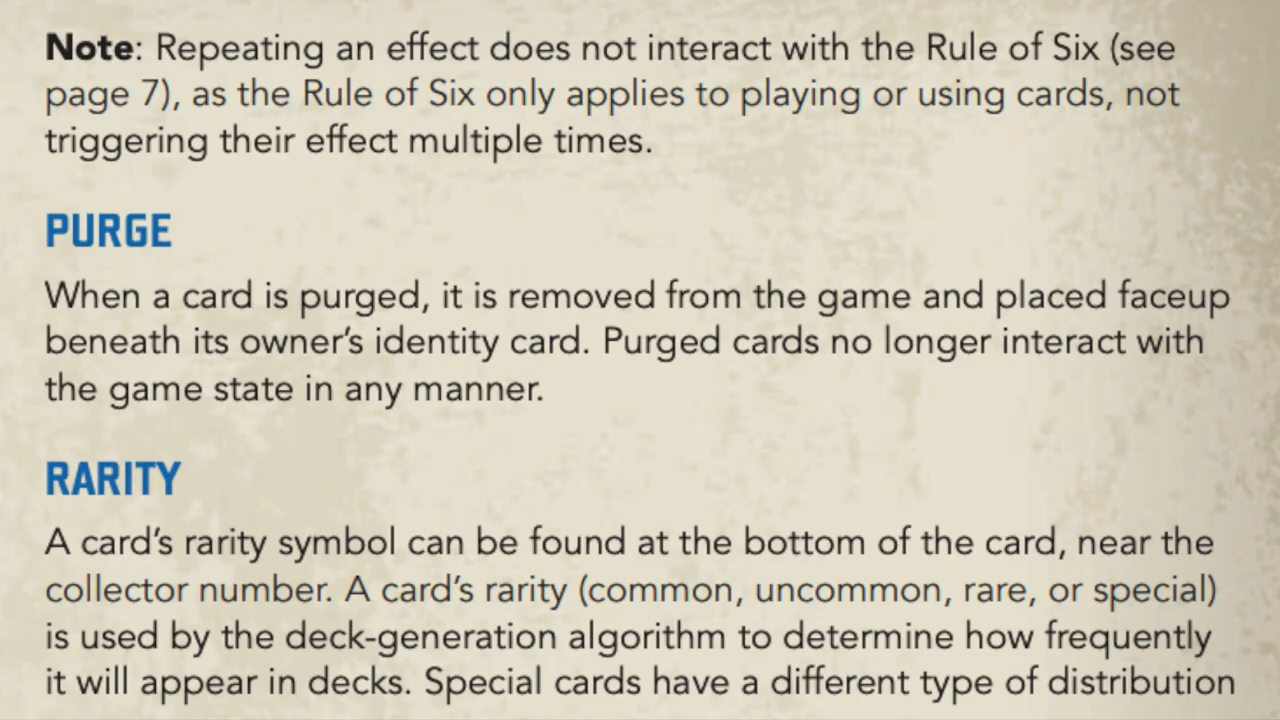 Note: Repeating an effect does not interact with the Rule of Six (see
page 7), as the Rule of Six only applies to playing or using cards, not
triggering their effect multiple times.
PURGE
When a card is purged, it is removed from the game and placed faceup
beneath its owner’s identity card. Purged cards no longer interact with
the game state in any manner.
RARITY
A card’s rarity symbol can be found at the bottom of the card, near the
collector number. A card’s rarity (common, uncommon, rare, or special)
is used by the deck-generation algorithm to determine how frequently
it will appear in decks. Special cards have a different type of distribution